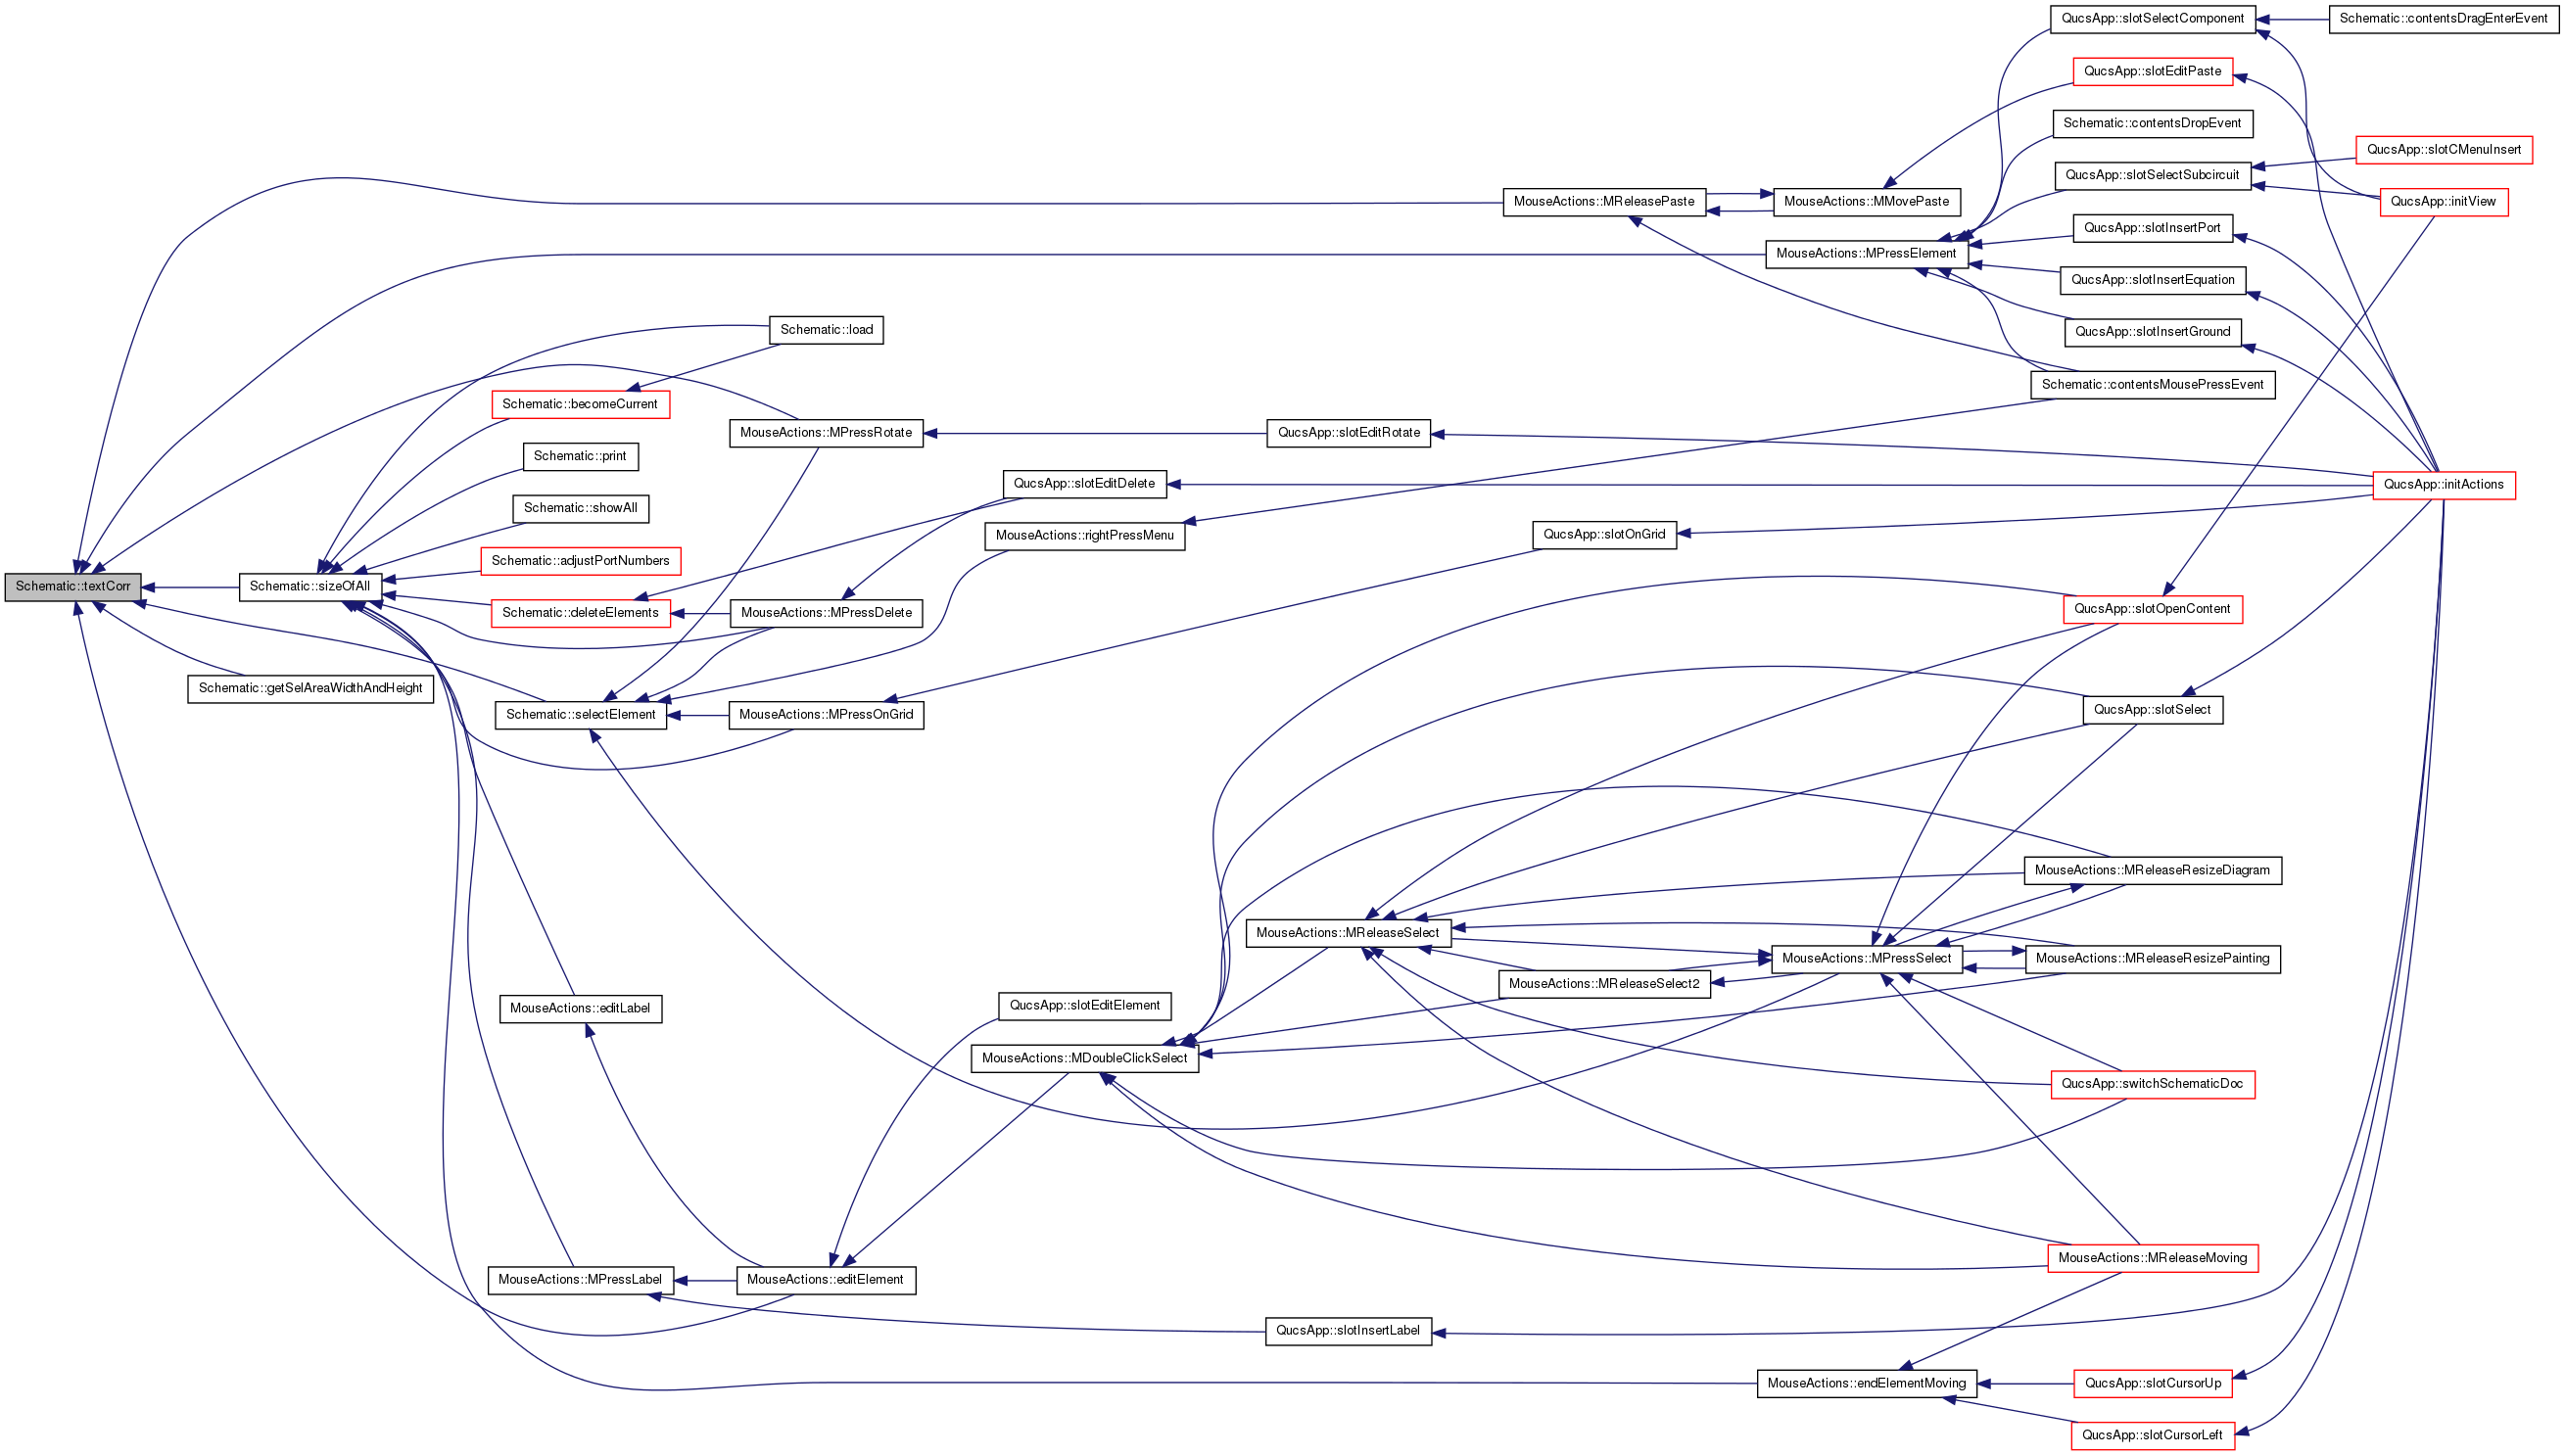 QucsApp::slotSelectComponent
Schematic::contentsDragEnterEvent
QucsApp::slotEditPaste
Schematic::contentsDropEvent
QucsApp::slotCMenuInsert
QucsApp::slotSelectSubcircuit
MouseActions::MReleasePaste
MouseActions::MMovePaste
QucsApp::initView
QucsApp::slotInsertPort
MouseActions::MPressElement
QucsApp::slotInsertEquation
Schematic::load
QucsApp::slotInsertGround
Schematic::contentsMousePressEvent
Schematic::becomeCurrent
MouseActions::MPressRotate
QucsApp::slotEditRotate
Schematic::print
QucsApp::slotEditDelete
QucsApp::initActions
Schematic::showAll
MouseActions::rightPressMenu
QucsApp::slotOnGrid
Schematic::adjustPortNumbers
Schematic::textCorr
Schematic::sizeOfAll
Schematic::deleteElements
MouseActions::MPressDelete
QucsApp::slotOpenContent
Schematic::getSelAreaWidthAndHeight
Schematic::selectElement
MouseActions::MPressOnGrid
QucsApp::slotSelect
MouseActions::MReleaseResizeDiagram
MouseActions::MReleaseSelect
MouseActions::MPressSelect
MouseActions::MReleaseResizePainting
MouseActions::MReleaseSelect2
MouseActions::editLabel
QucsApp::slotEditElement
MouseActions::MDoubleClickSelect
QucsApp::switchSchematicDoc
MouseActions::MReleaseMoving
MouseActions::MPressLabel
MouseActions::editElement
QucsApp::slotInsertLabel
MouseActions::endElementMoving
QucsApp::slotCursorUp
QucsApp::slotCursorLeft